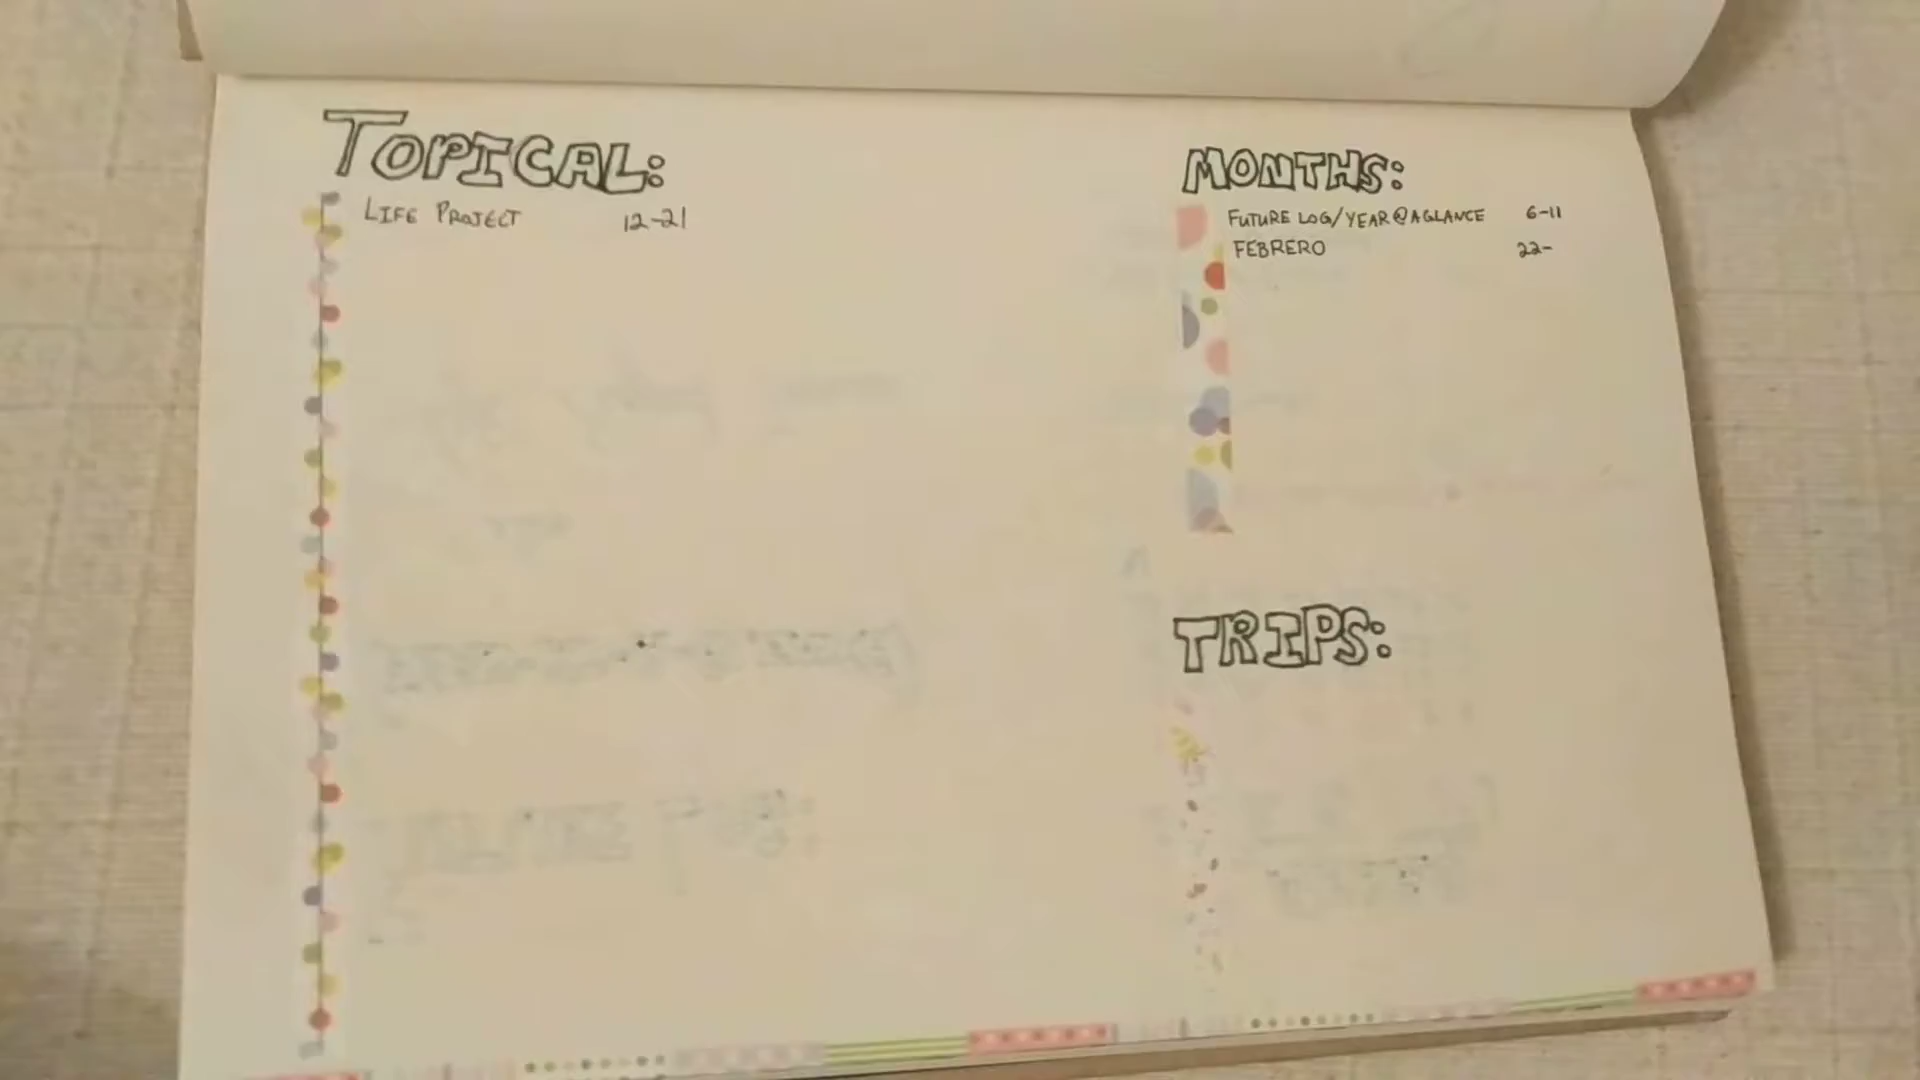 TOPICAL:
LIFE PROJECT 12-21
MONTHS:
FUTURE LOG/YEAR@AGLANCE 6-11
FEBRERO 22-
TRIPS: